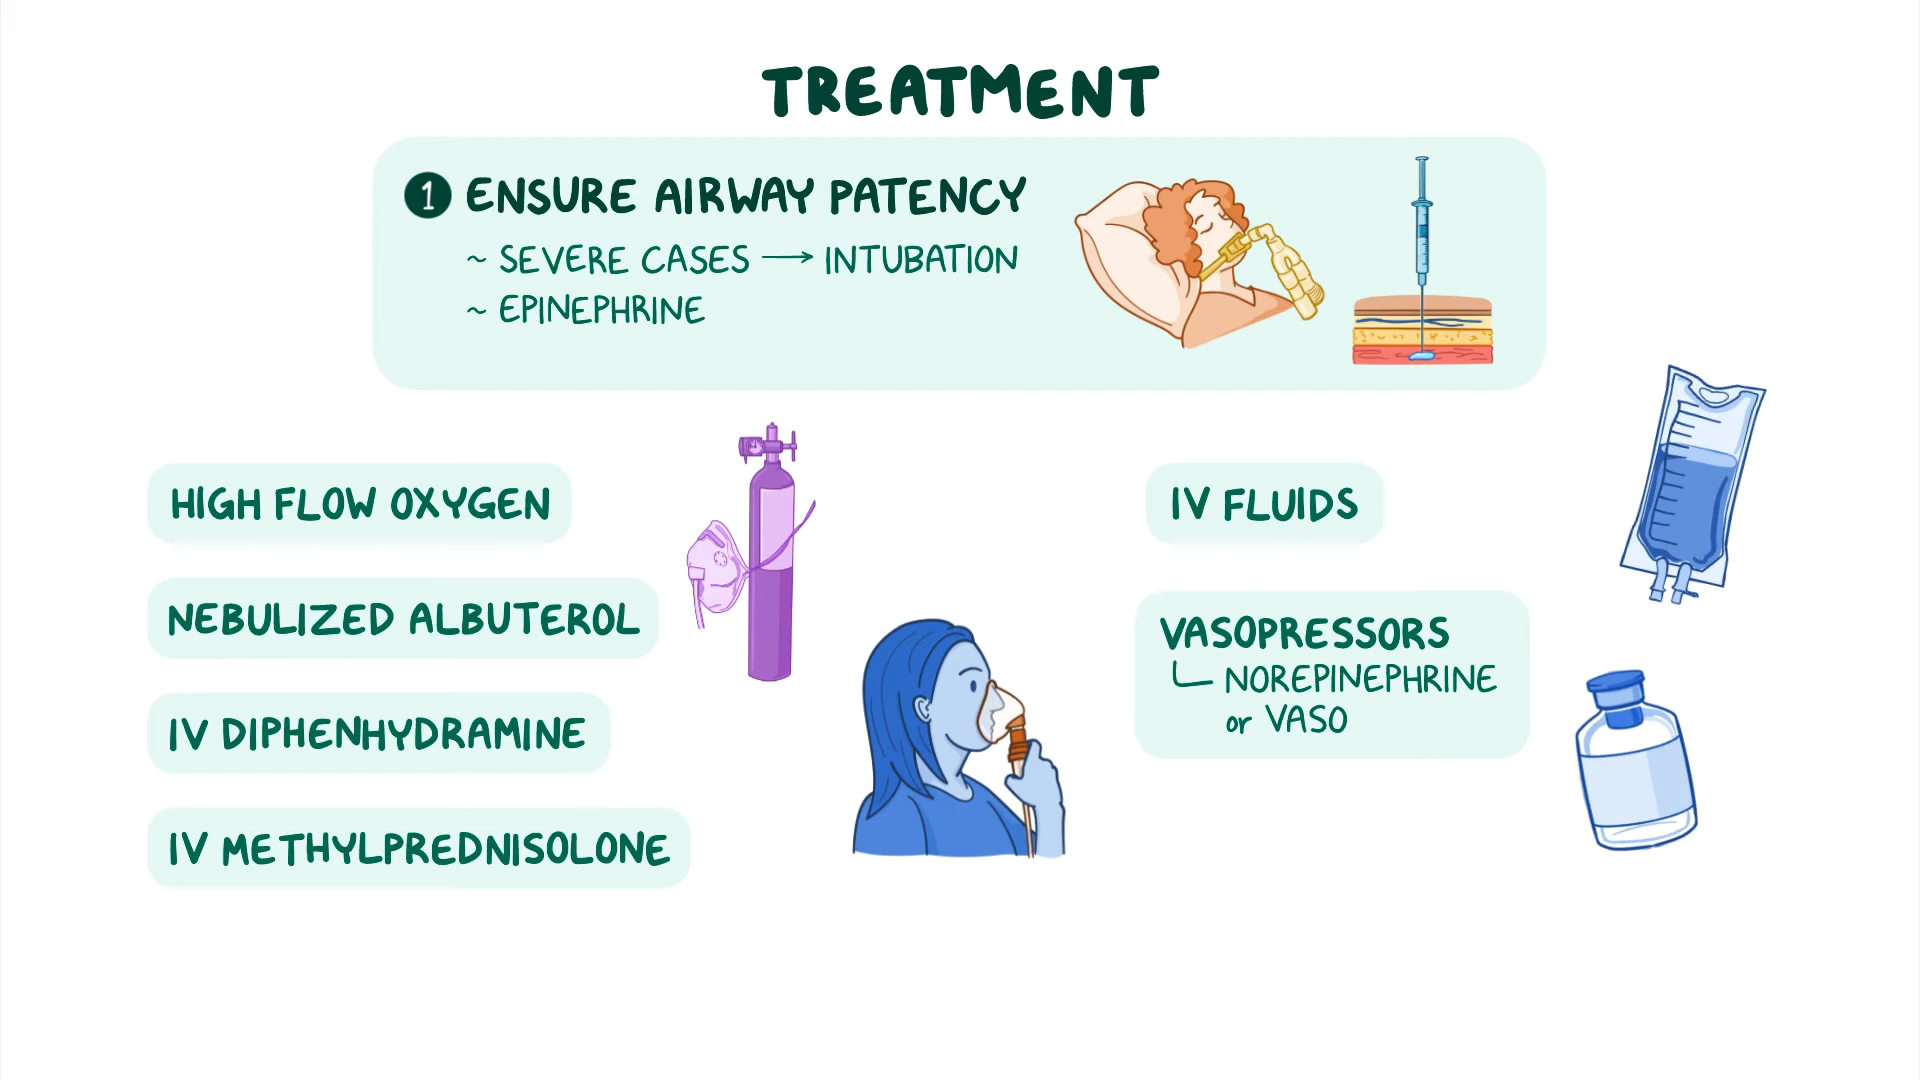 TREATMENT
1 ENSURE AIRWAY PATENCY
~ SEVERE CASES → INTUBATION
~ EPINEPHRINE
HIGH FLOW OXYGEN
NEBULIZED ALBUTEROL
IV DIPHENHYDRAMINE
IV METHYLPREDNISOLONE
IV FLUIDS
VASOPRESSORS
NOREPINEPHRINE
or VASO